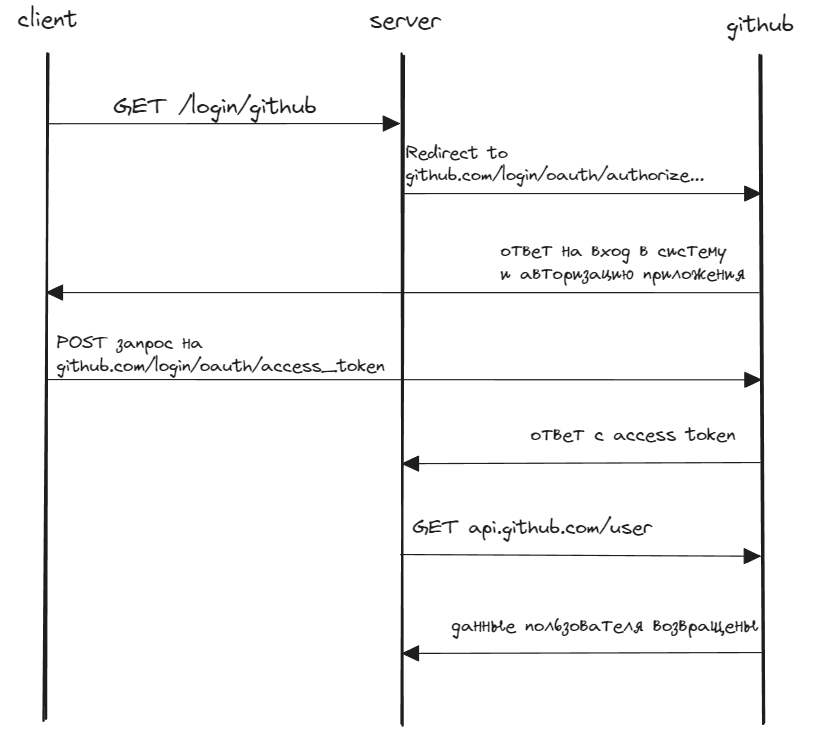 client
server
github
GET /login/github
Redirect to
github.com/login/oauth/authorize...
ответ на вход в систему
и авторизацию приложения
POST запрос на
github.com/login/oauth/access_token
ответ с access token
GET api.github.com/user
данные пользователя возвращены